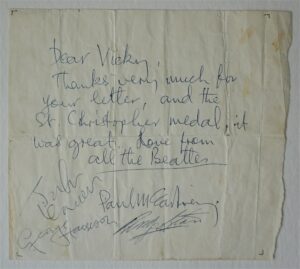 Dear Vicky,
Thanks very much for
your letter, and the
St. Christopher medal, it
was great. Love from
all the Beatles
John
Lennon
George Harrison
Paul McCartney
Ringo Starr